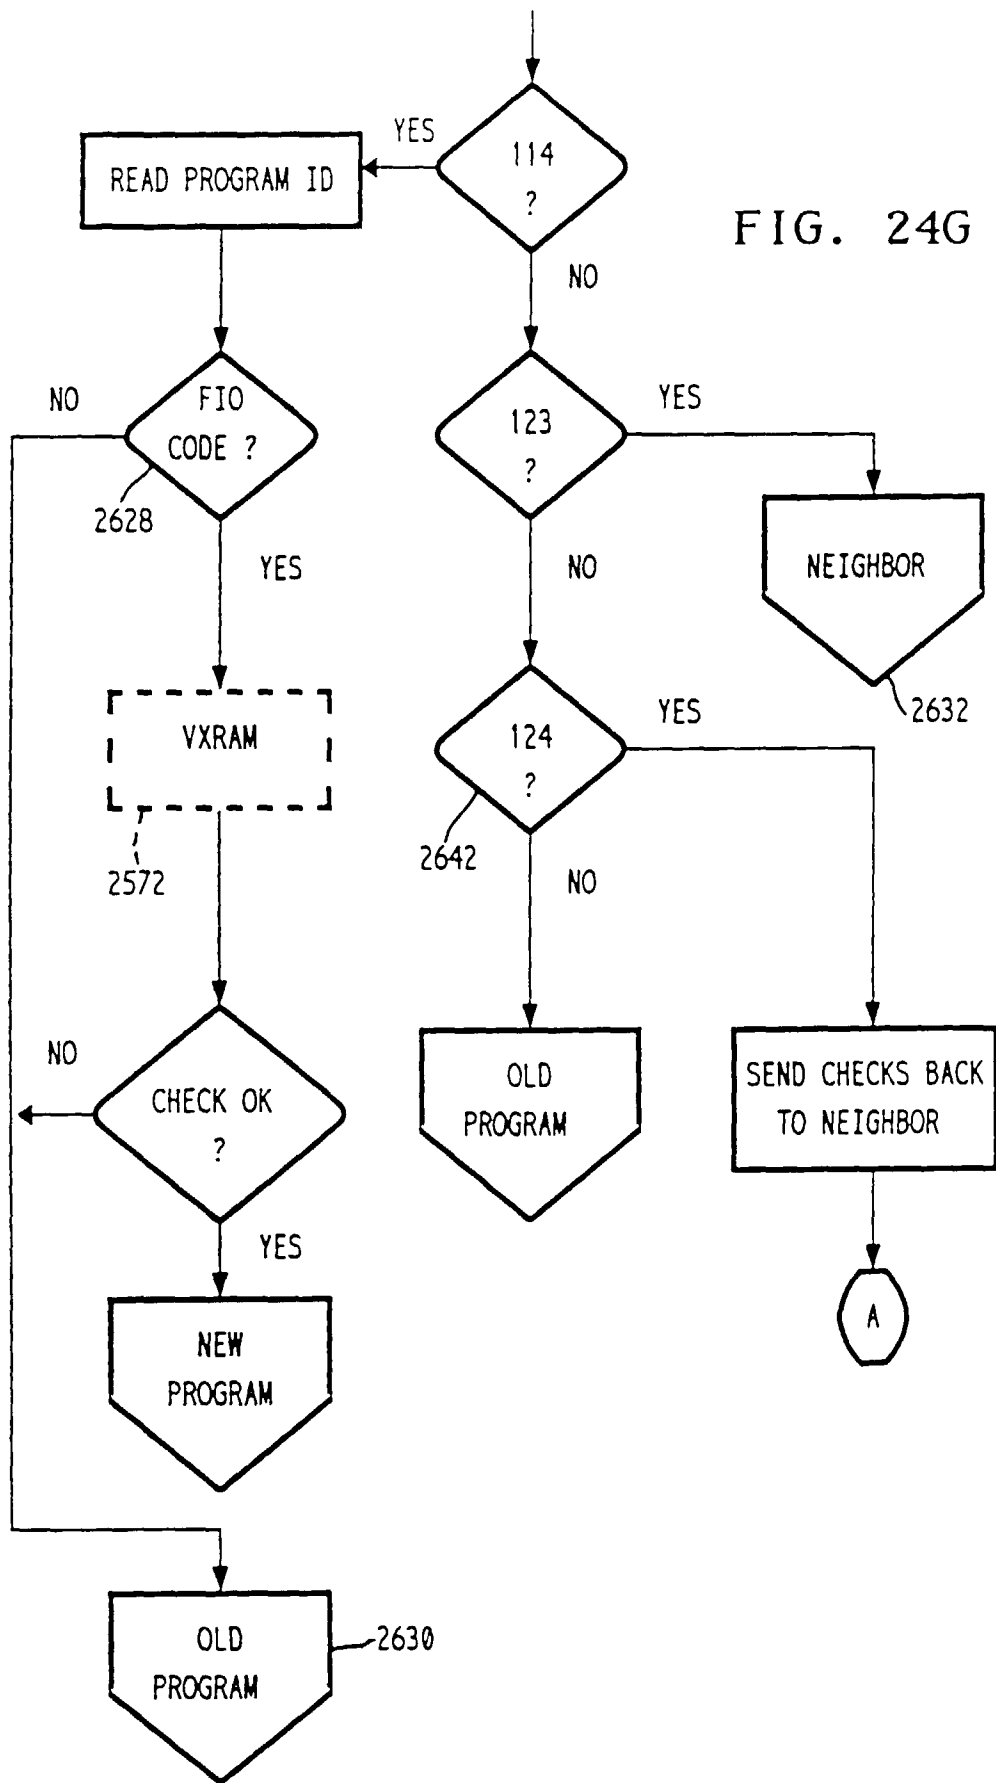 YES
114
?
READ PROGRAM ID
FIG. 24G
NO
NO
FIO
CODE ?
YES
123
?
2628
YES
NO
NEIGHBOR
VXRAM
YES
124
?
2632
2572
2642
NO
NO
CHECK OK
?
OLD
PROGRAM
SEND CHECKS BACK
TO NEIGHBOR
YES
NEW
PROGRAM
A
OLD
PROGRAM
2630